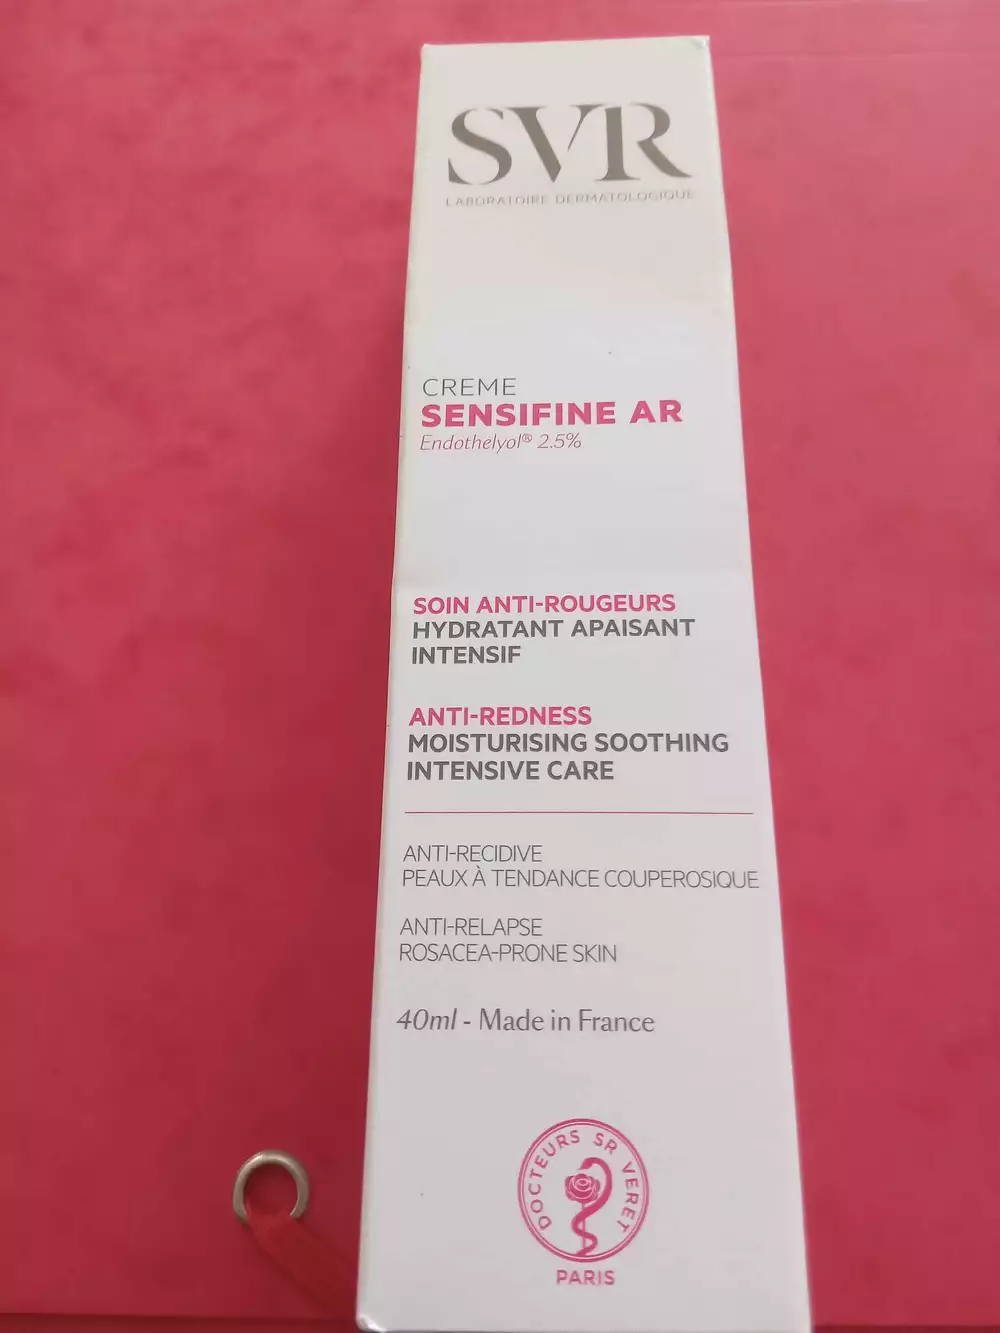 SVR
LABORATOIRE DERMATOLOGIQUE
CREME
SENSIFINE AR
Endothelyol® 2.5%
SOIN ANTI-ROUGEURS
HYDRATANT APAISANT
INTENSIF
ANTI-REDNESS
MOISTURISING SOOTHING
INTENSIVE CARE
ANTI-RECIDIVE
PEAUX À TENDANCE COUPEROSIQUE
ANTI-RELAPSE
ROSACEA-PRONE SKIN
40ml - Made in France
DOCTEURS SR VERET
PARIS